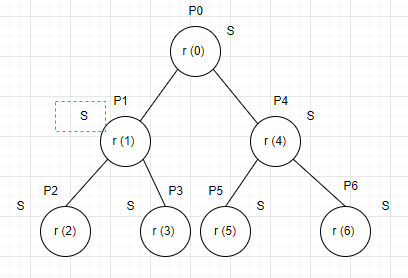 P0
S
r (0)
P1
S
r (1)
P4
S
r (4)
P2
S
r (2)
P3
S
r (3)
P5
S
r (5)
P6
S
r (6)